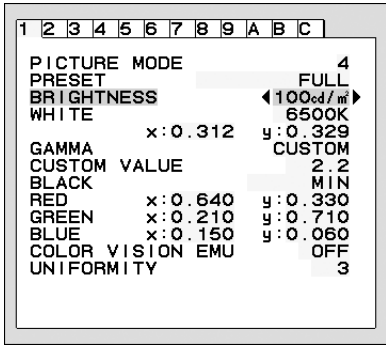 1 2 3 4 5 6 7 8 9 A B C
PICTURE MODE 4
PRESET FULL
BRIGHTNESS ◀100cd/㎡▶
WHITE 6500K
x:0.312 y:0.329
GAMMA CUSTOM
CUSTOM VALUE 2.2
BLACK MIN
RED x:0.640 y:0.330
GREEN x:0.210 y:0.710
BLUE x:0.150 y:0.060
COLOR VISION EMU OFF
UNIFORMITY 3